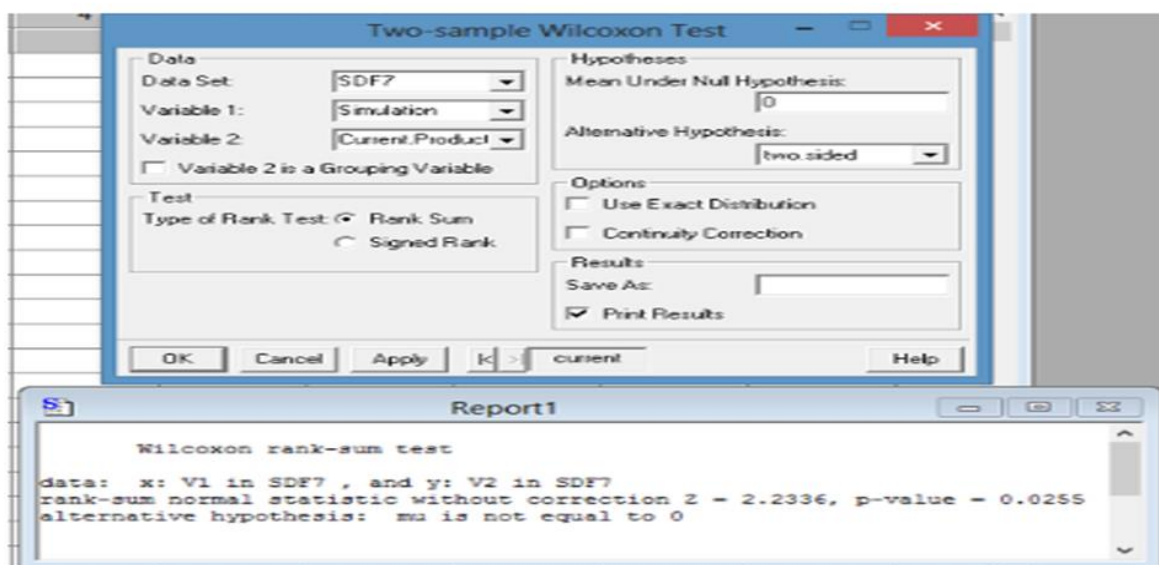 4
Two-sample Wilcoxon Test
Data
Data Set: SDF7
Variable 1: Simulation
Variable 2: Current.Product
Variable 2 is a Grouping Variable
Test
Type of Rank Test: Rank Sum
Signed Rank
Hypotheses
Mean Under Null Hypothesis:
0
Alternative Hypothesis:
two.sided
Options
Use Exact Distribution
Continuity Correction
Results
Save As:
Print Results
OK Cancel Apply current Help
Report1
Wilcoxon rank-sum test
data: x: V1 in SDF7 , and y: V2 in SDF7
rank-sum normal statistic without correction Z = 2.2336, p-value = 0.0255
alternative hypothesis: mu is not equal to 0